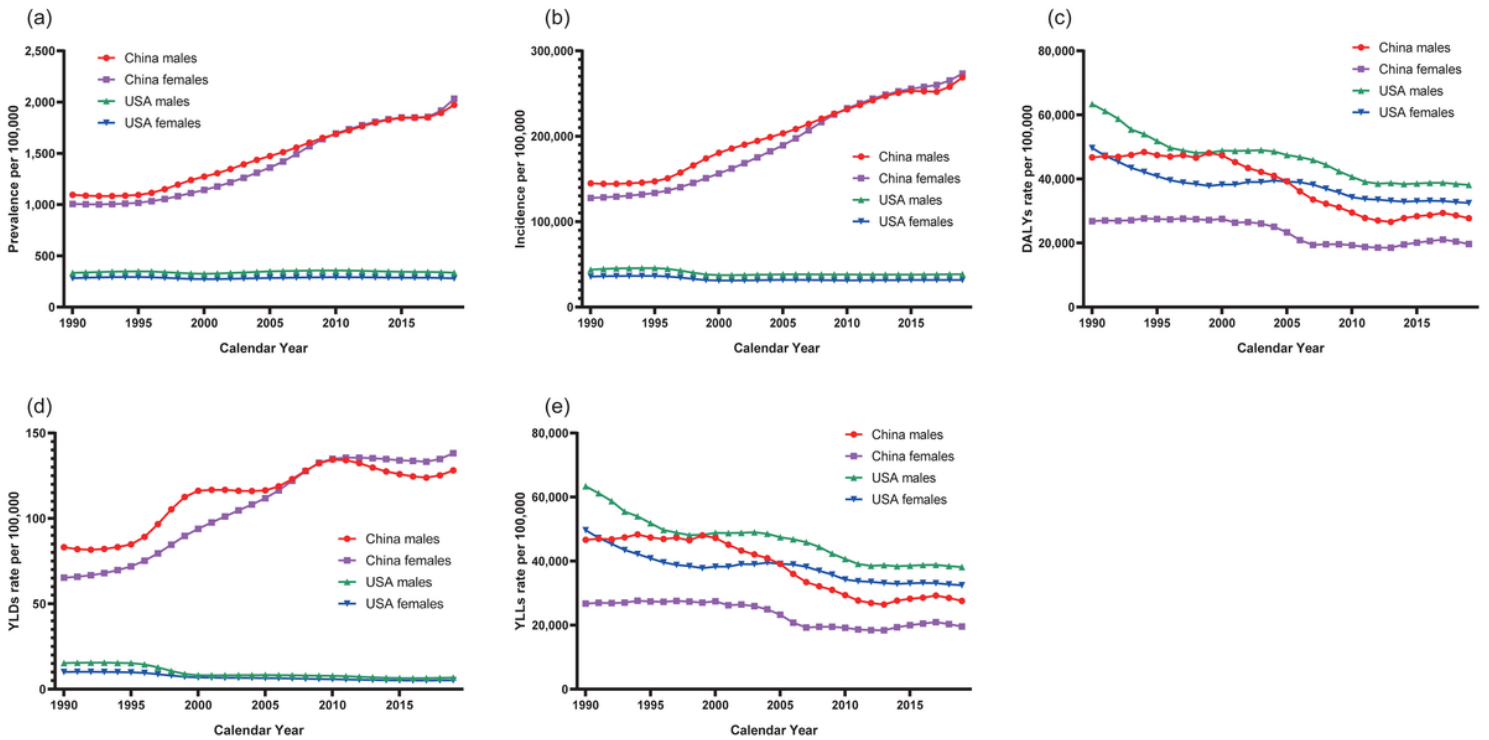 (a)
Prevalence per 100,000
2,500
2,000
1,500
1,000
500
0
China males
China females
USA males
USA females
1990 1995 2000 2005 2010 2015
Calendar Year
(b)
Incidence per 100,000
300,000
200,000
100,000
0
China males
China females
USA males
USA females
1990 1995 2000 2005 2010 2015
Calendar Year
(c)
DALYs rate per 100,000
80,000
60,000
40,000
20,000
0
China males
China females
USA males
USA females
1990 1995 2000 2005 2010 2015
Calendar Year
(d)
YLDs rate per 100,000
150
100
50
0
China males
China females
USA males
USA females
1990 1995 2000 2005 2010 2015
Calendar Year
(e)
YLLs rate per 100,000
80,000
60,000
40,000
20,000
0
China males
China females
USA males
USA females
1990 1995 2000 2005 2010 2015
Calendar Year